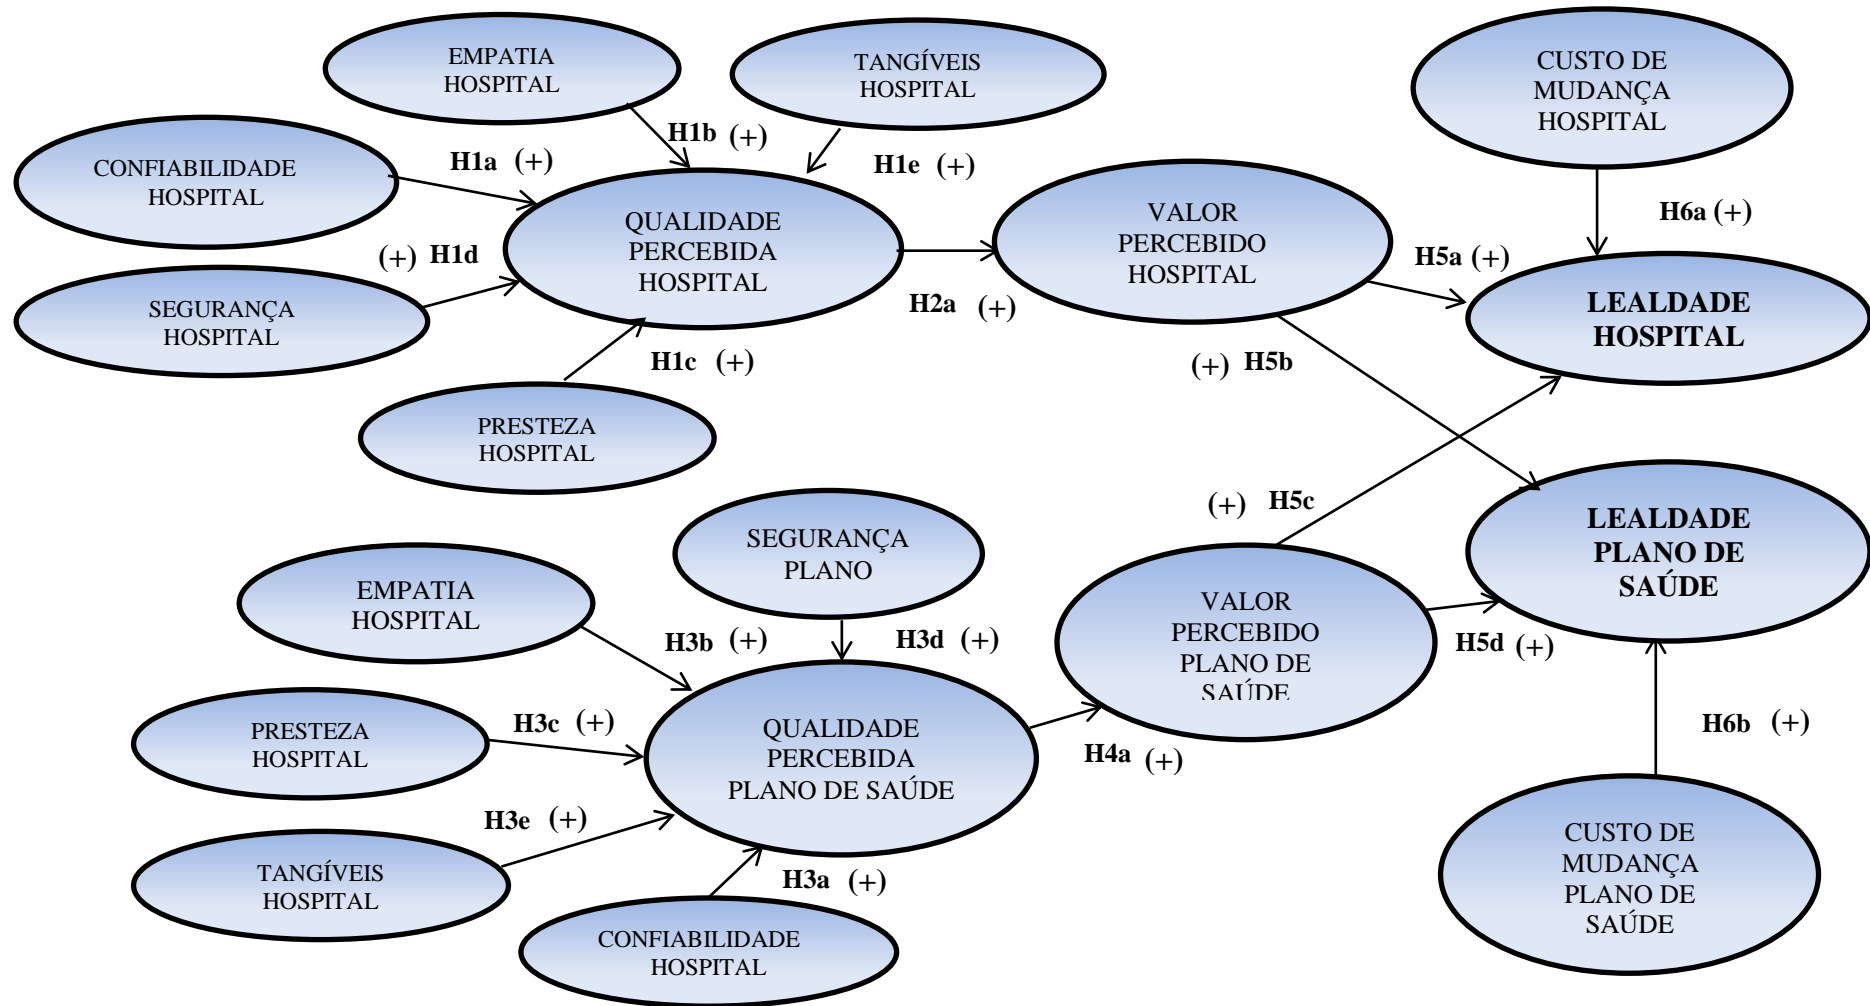 EMPATIA
HOSPITAL
TANGÍVEIS
HOSPITAL
CUSTO DE
MUDANÇA
HOSPITAL
CONFIABILIDADE
HOSPITAL
H1a (+)
H1b (+)
H1e (+)
QUALIDADE
PERCEBIDA
HOSPITAL
VALOR
PERCEBIDO
HOSPITAL
H6a (+)
(+) H1d
H5a (+)
SEGURANÇA
HOSPITAL
H2a (+)
LEALDADE
HOSPITAL
H1c (+)
(+) H5b
PRESTEZA
HOSPITAL
(+) H5c
SEGURANÇA
PLANO
LEALDADE
PLANO DE
SAÚDE
EMPATIA
HOSPITAL
H3b (+)
H3d (+)
VALOR
PERCEBIDO
PLANO DE
SAÚDE
H5d (+)
PRESTEZA
HOSPITAL
H3c (+)
QUALIDADE
PERCEBIDA
PLANO DE SAÚDE
H4a (+)
H6b (+)
H3e (+)
TANGÍVEIS
HOSPITAL
H3a (+)
CUSTO DE
MUDANÇA
PLANO DE
SAÚDE
CONFIABILIDADE
HOSPITAL